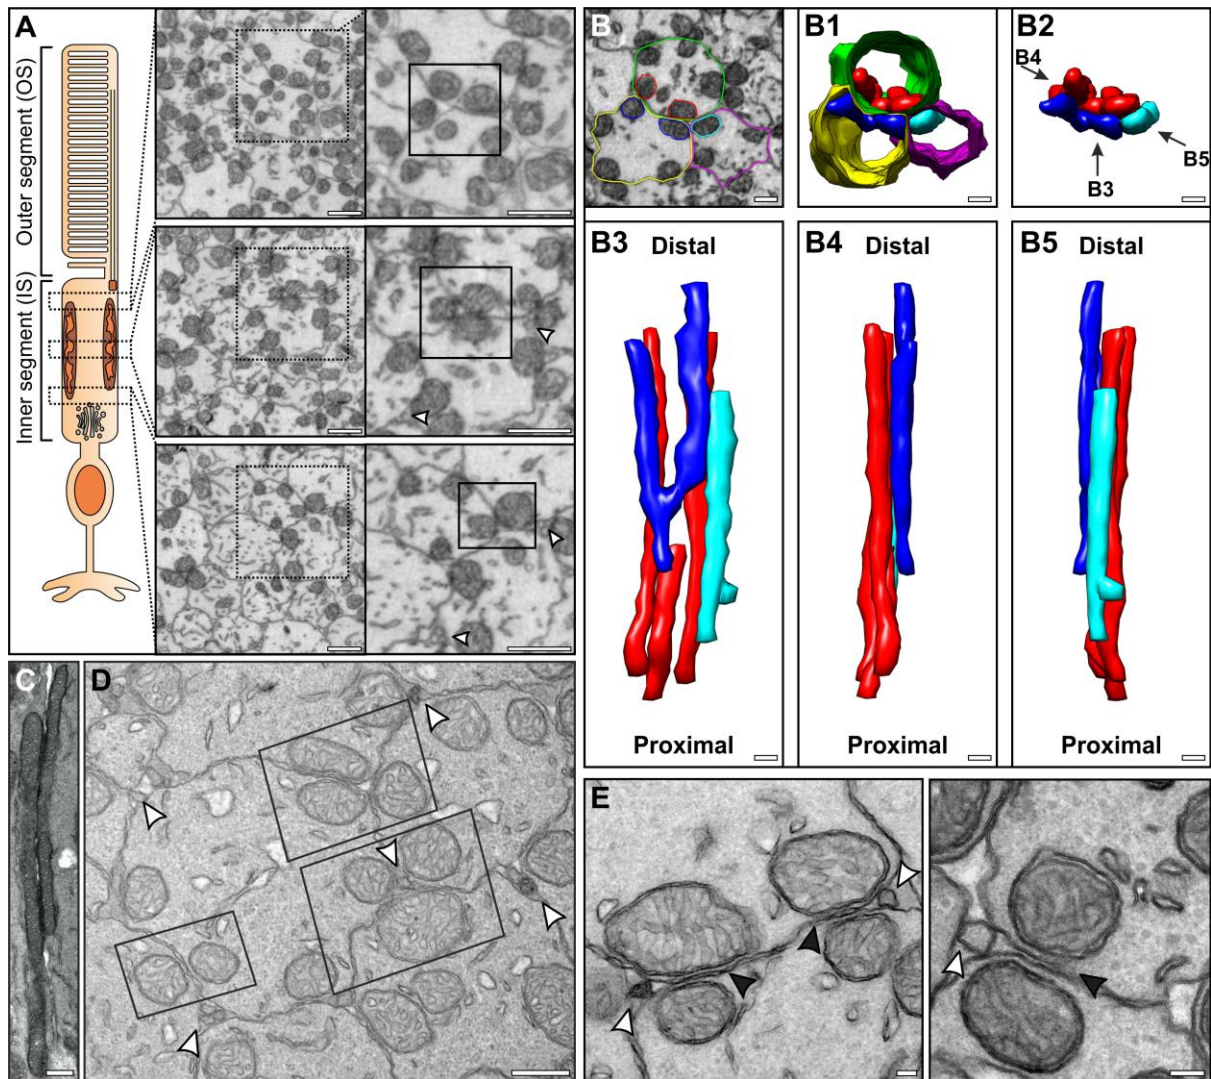 A
Outer segment (OS)
Inner segment (IS)
B
B1
B2
B4
B5
B3
B3
Distal
Proximal
B4
Distal
Proximal
B5
Distal
Proximal
C
D
E